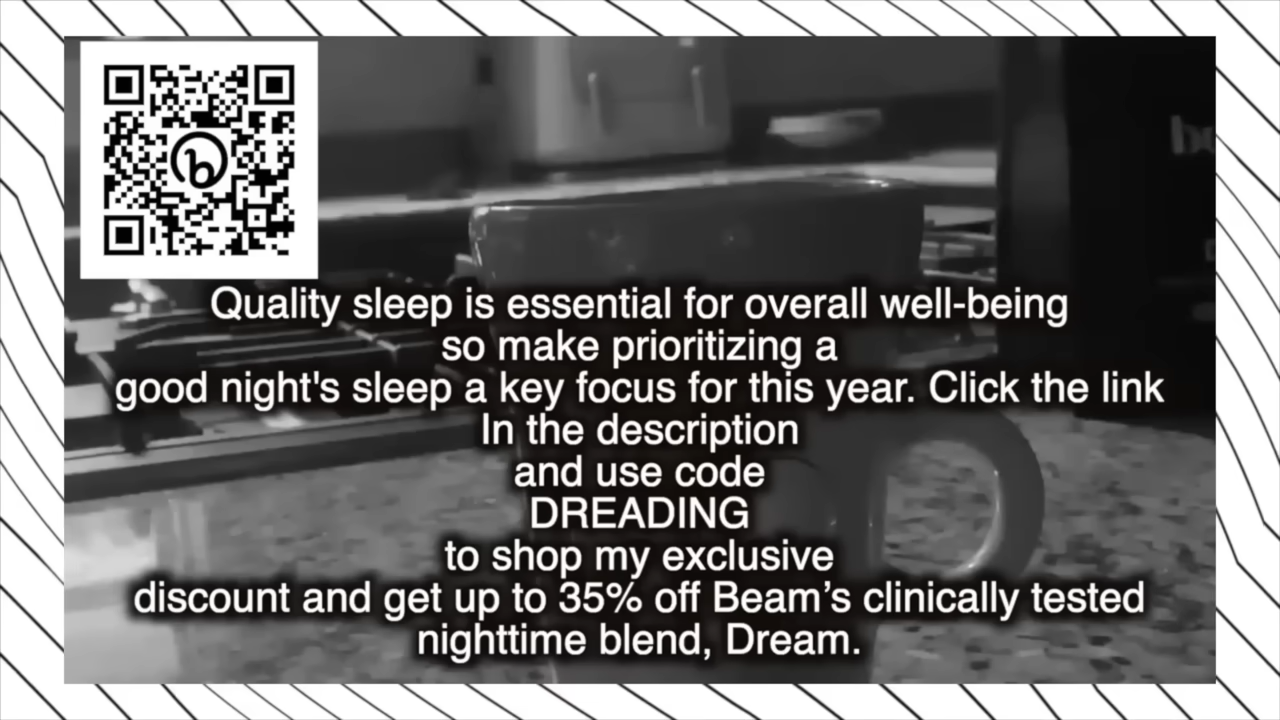 Quality sleep is essential for overall well-being
so make prioritizing a
good night's sleep a key focus for this year. Click the link
In the description
and use code
DREADING
to shop my exclusive
discount and get up to 35% off Beam’s clinically tested
nighttime blend, Dream.